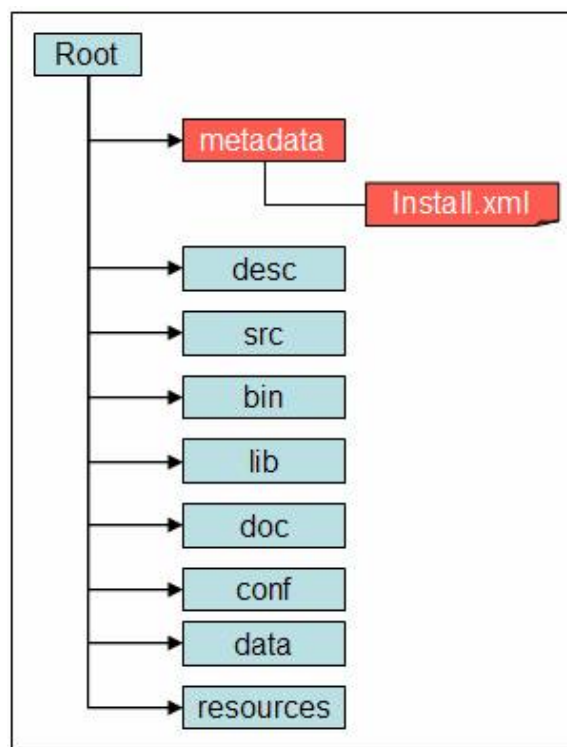 Root
metadata
Install.xml
desc
src
bin
lib
doc
conf
data
resources